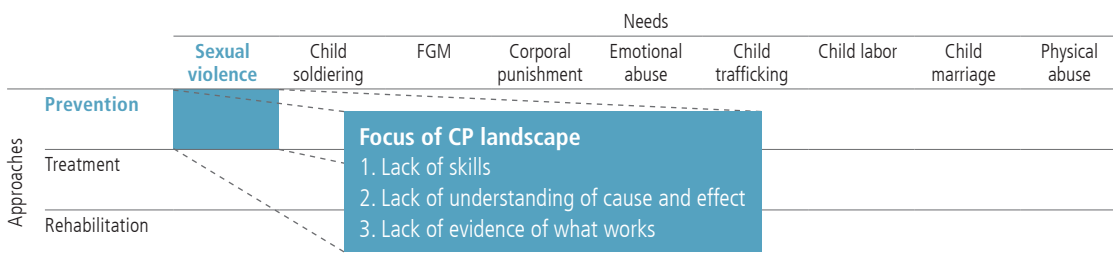 Needs
Sexual violence
Child soldiering
FGM
Corporal punishment
Emotional abuse
Child trafficking
Child labor
Child marriage
Physical abuse
Approaches
Prevention
Focus of CP landscape
1. Lack of skills
Treatment
2. Lack of understanding of cause and effect
Rehabilitation
3. Lack of evidence of what works